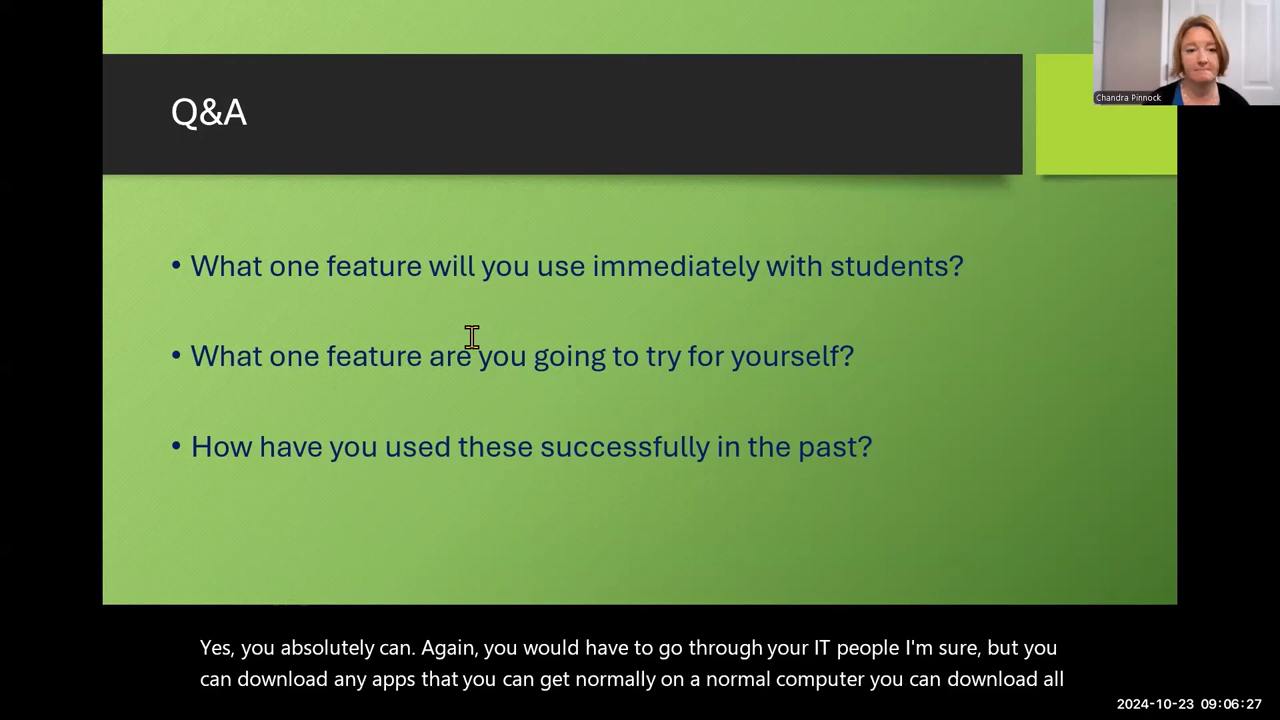 Chandra Pinnock
Q&A
• What one feature will you use immediately with students?
• What one feature are you going to try for yourself?
• How have you used these successfully in the past?
Yes, you absolutely can. Again, you would have to go through your IT people I'm sure, but you
can download any apps that you can get normally on a normal computer you can download all
2024-10-23 09:06:27